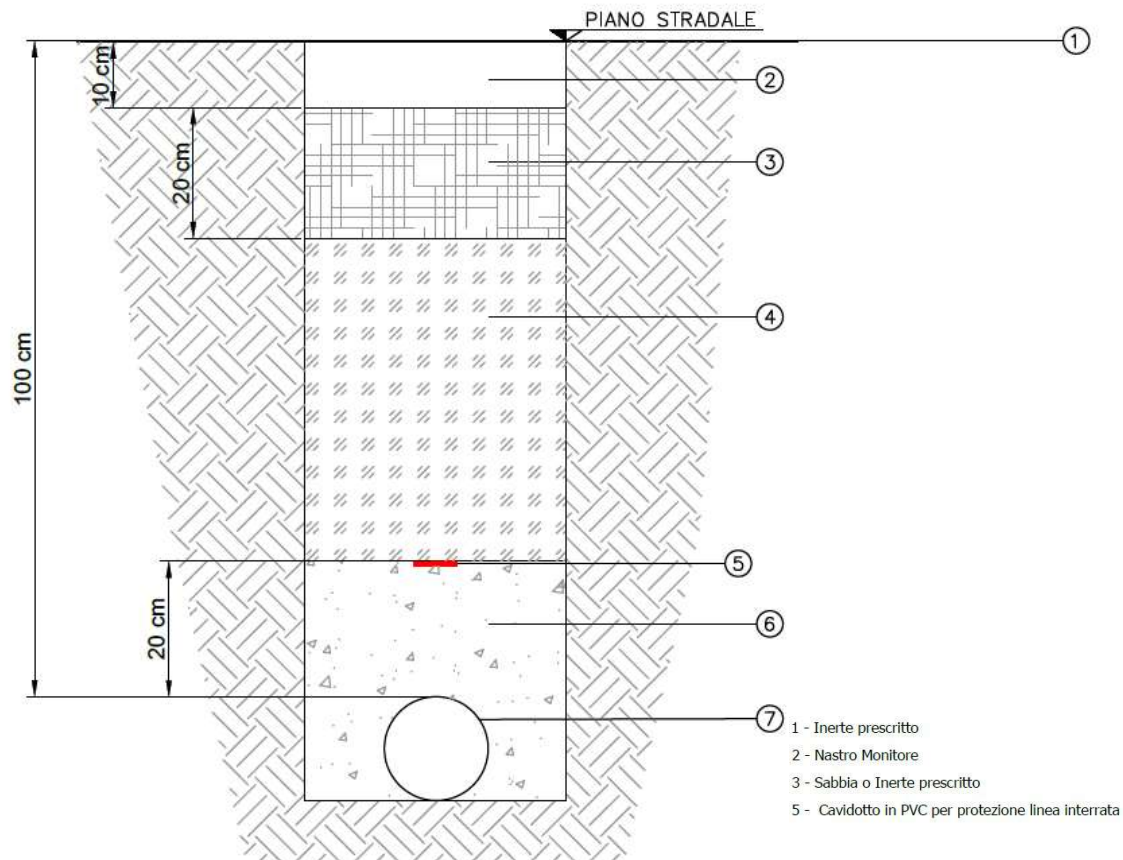 PIANO STRADALE
1
10 cm
2
20 cm
3
100 cm
4
5
20 cm
6
7
1 - Inerte prescritto
2 - Nastro Monitore
3 - Sabbia o Inerte prescritto
5 - Cavidotto in PVC per protezione linea interrata